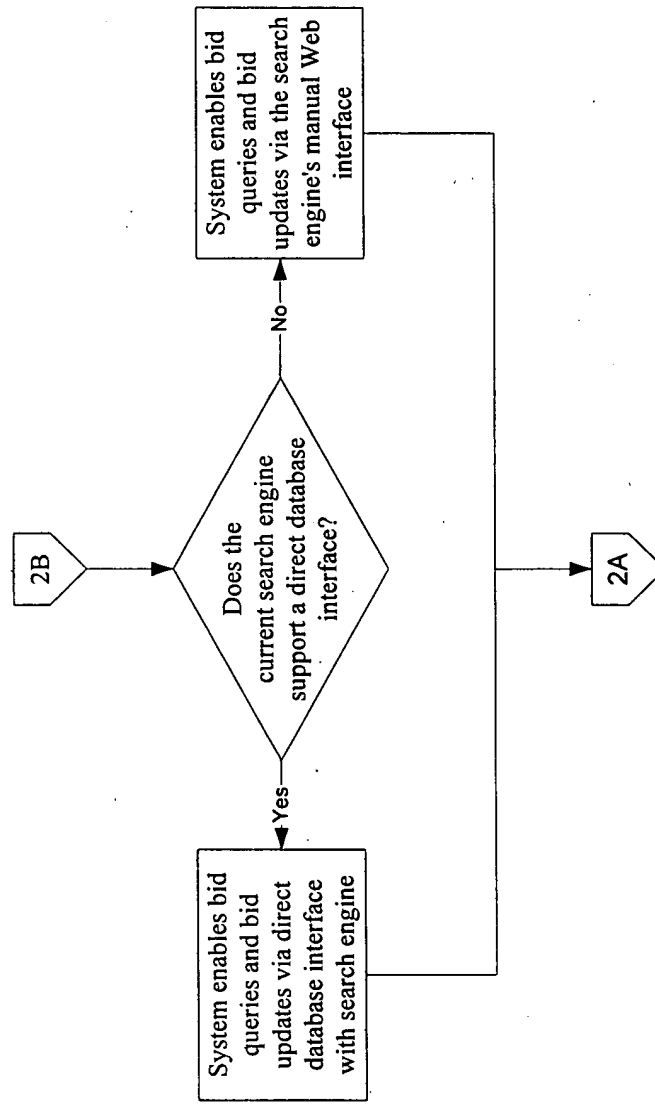 2B
Does the
current search engine
support a direct database
interface?
Yes
No
System enables bid
queries and bid
updates via direct
database interface
with search engine
System enables bid
queries and bid
updates via the search
engine's manual Web
interface
2A